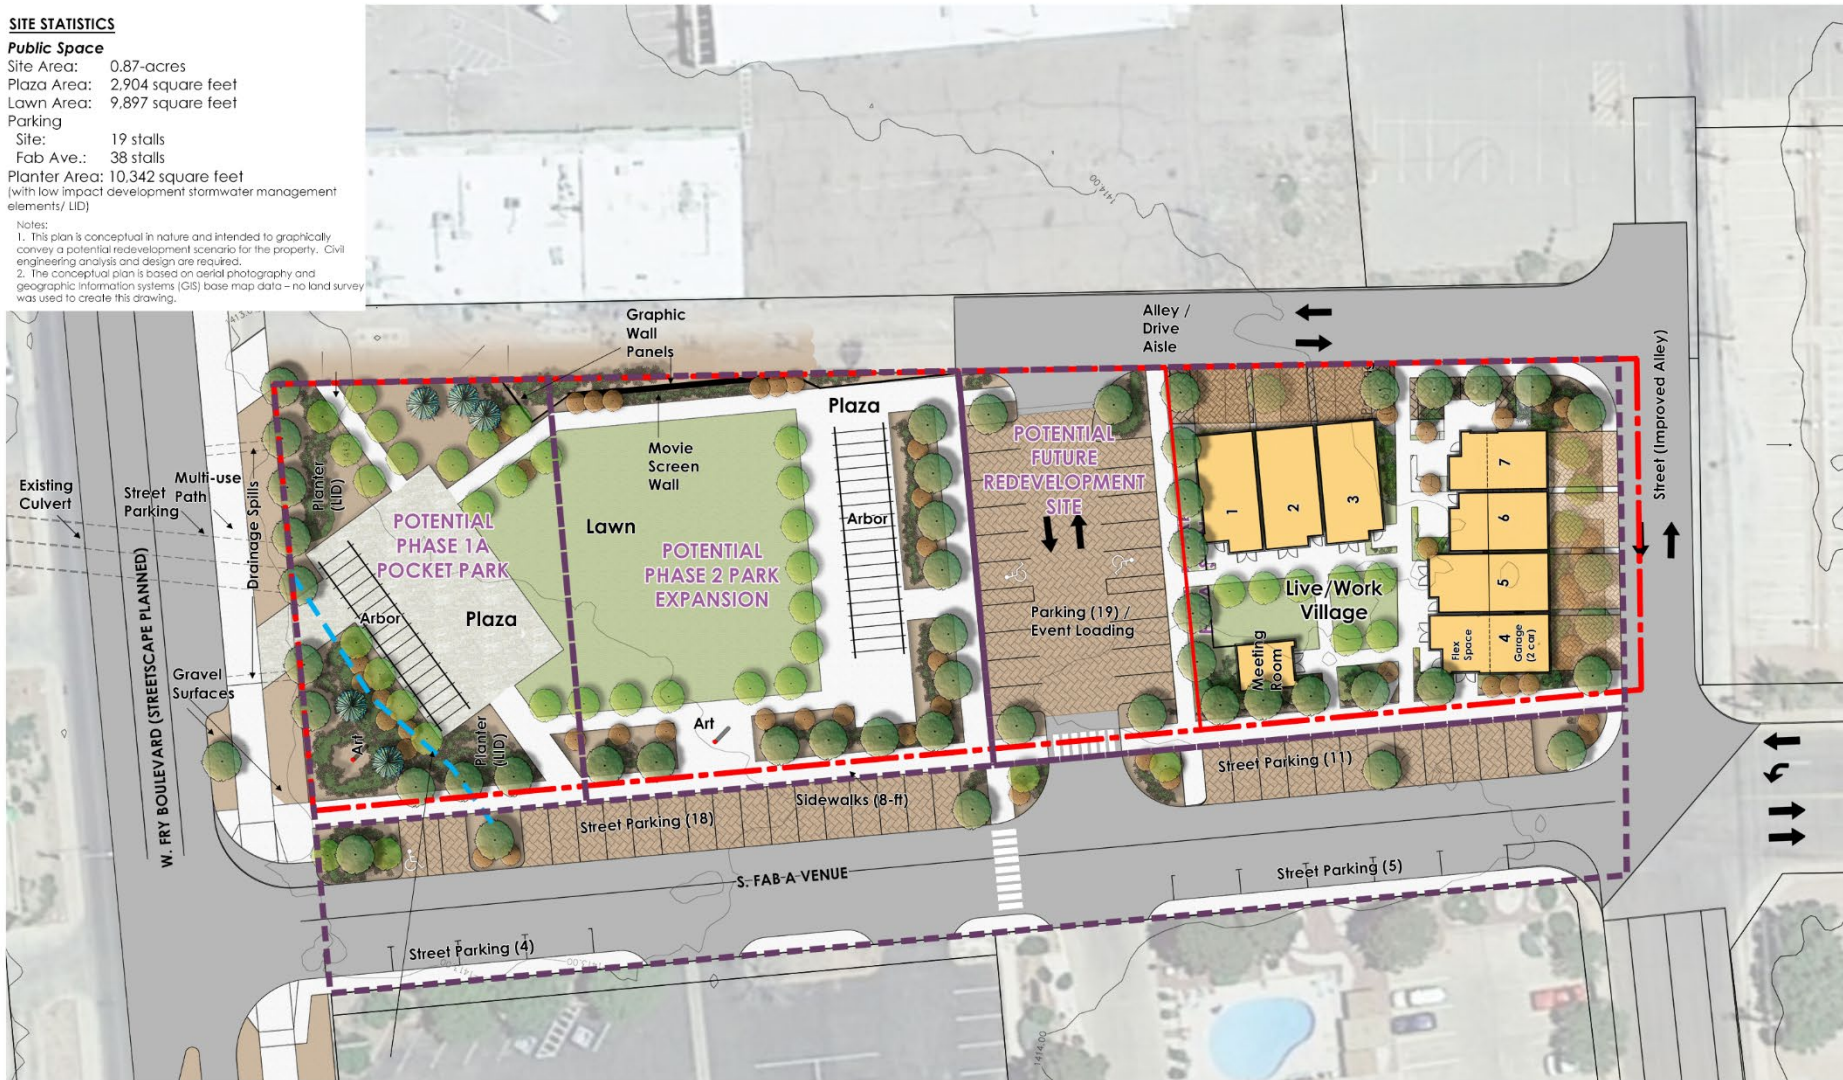 SITE STATISTICS
Public Space
Site Area: 0.87-acres
Plaza Area: 2,904 square feet
Lawn Area: 9,897 square feet
Parking
Site: 19 stalls
Fab Ave.: 38 stalls
Planter Area: 10,342 square feet
(with low impact development stormwater management
elements/ LID)
Notes:
1. This plan is conceptual in nature and intended to graphically
convey a potential redevelopment scenario for the property. Civil
engineering analysis and design are required.
2. The conceptual plan is based on aerial photography and
geographic information systems (GIS) base map data – no land survey
was used to create this drawing.
1414.00
Graphic
Wall
Panels
Alley /
Drive
Aisle
Street (Improved Alley)
Plaza
Movie
Screen
Wall
POTENTIAL
FUTURE
REDEVELOPMENT
SITE
Existing
Culvert
Street
Parking
Multi-use
Path
Drainage Spills
Planter
(LID)
POTENTIAL
PHASE 1A
POCKET PARK
Lawn
POTENTIAL
PHASE 2 PARK
EXPANSION
Arbor
1
2
3
7
6
5
4
Flex
Space
Garage
(2 car)
Live/Work
Village
Meeting
Room
Parking (19) /
Event Loading
Arbor
Plaza
Gravel
Surfaces
W. FRY BOULEVARD (STREETSCAPE PLANNED)
Art
Planter
(LID)
Art
Sidewalks (8-ft)
Street Parking (18)
Street Parking (11)
S. FAB AVENUE
Street Parking (5)
Street Parking (4)
1413.00
1413.00
1414.00